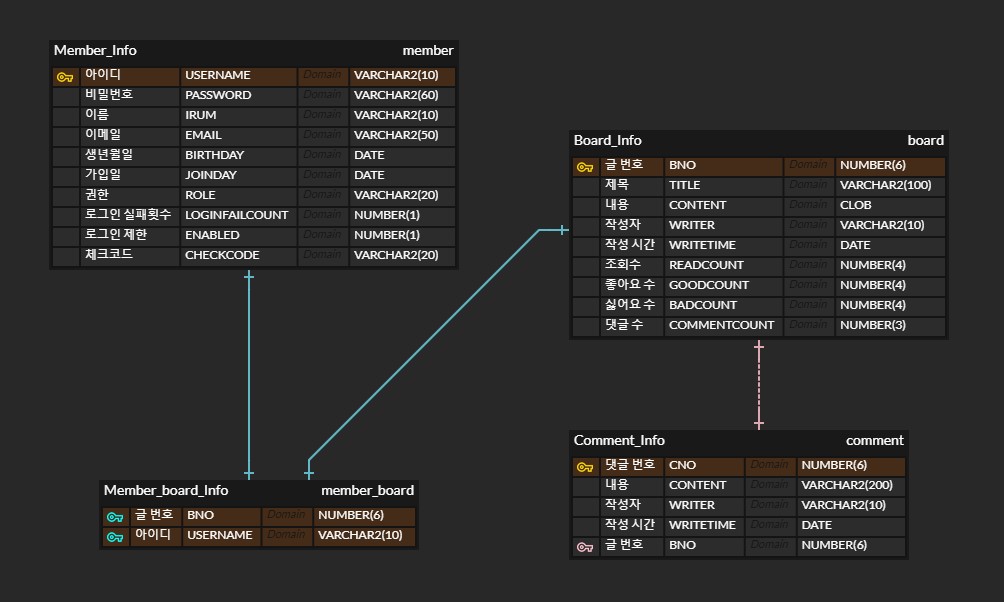 Member_Info member
아이디 USERNAME Domain VARCHAR2(10)
비밀번호 PASSWORD Domain VARCHAR2(60)
이름 IRUM Domain VARCHAR2(10)
이메일 EMAIL Domain VARCHAR2(50)
생년월일 BIRTHDAY Domain DATE
가입일 JOINDAY Domain DATE
권한 ROLE Domain VARCHAR2(20)
로그인 실패횟수 LOGINFAILCOUNT Domain NUMBER(1)
로그인 제한 ENABLED Domain NUMBER(1)
체크코드 CHECKCODE Domain VARCHAR2(20)
Board_Info board
글 번호 BNO Domain NUMBER(6)
제목 TITLE Domain VARCHAR2(100)
내용 CONTENT Domain CLOB
작성자 WRITER Domain VARCHAR2(10)
작성 시간 WRITETIME Domain DATE
조회수 READCOUNT Domain NUMBER(4)
좋아요 수 GOODCOUNT Domain NUMBER(4)
싫어요 수 BADCOUNT Domain NUMBER(4)
댓글 수 COMMENTCOUNT Domain NUMBER(3)
Member_board_Info member_board
글 번호 BNO Domain NUMBER(6)
아이디 USERNAME Domain VARCHAR2(10)
Comment_Info comment
댓글 번호 CNO Domain NUMBER(6)
내용 CONTENT Domain VARCHAR2(200)
작성자 WRITER Domain VARCHAR2(10)
작성 시간 WRITETIME Domain DATE
글 번호 BNO Domain NUMBER(6)